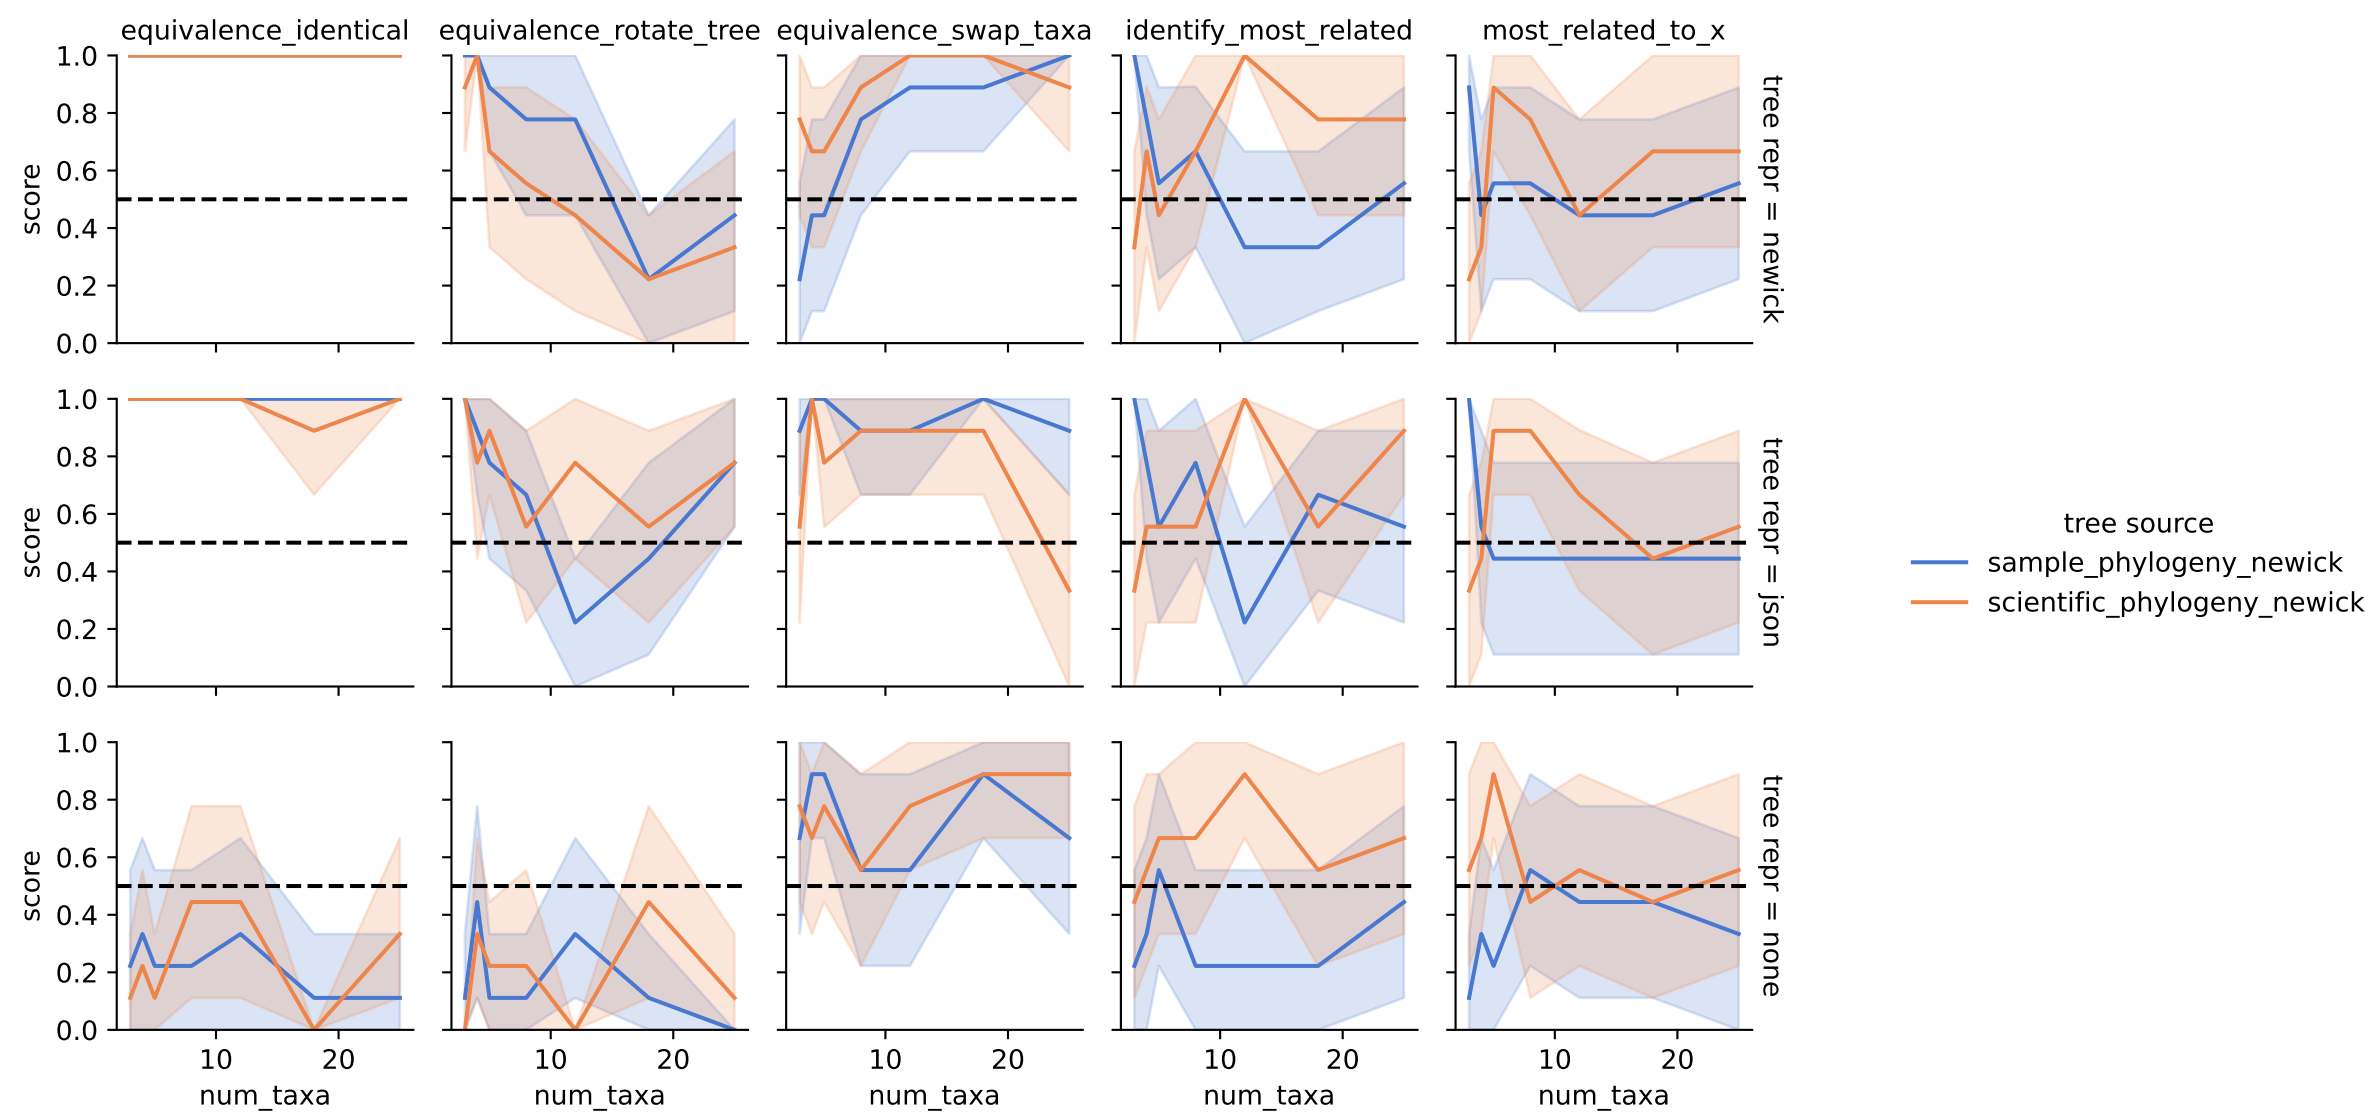 equivalence_identical
equivalence_rotate_tree
equivalence_swap_taxa
identify_most_related
most_related_to_x
1.0
0.8
0.6
0.4
0.2
0.0
score
tree repr = newick
1.0
0.8
0.6
0.4
0.2
0.0
score
tree repr = json
tree source
sample_phylogeny_newick
scientific_phylogeny_newick
1.0
0.8
0.6
0.4
0.2
0.0
score
tree repr = none
10 20
10 20
10 20
10 20
10 20
num_taxa
num_taxa
num_taxa
num_taxa
num_taxa